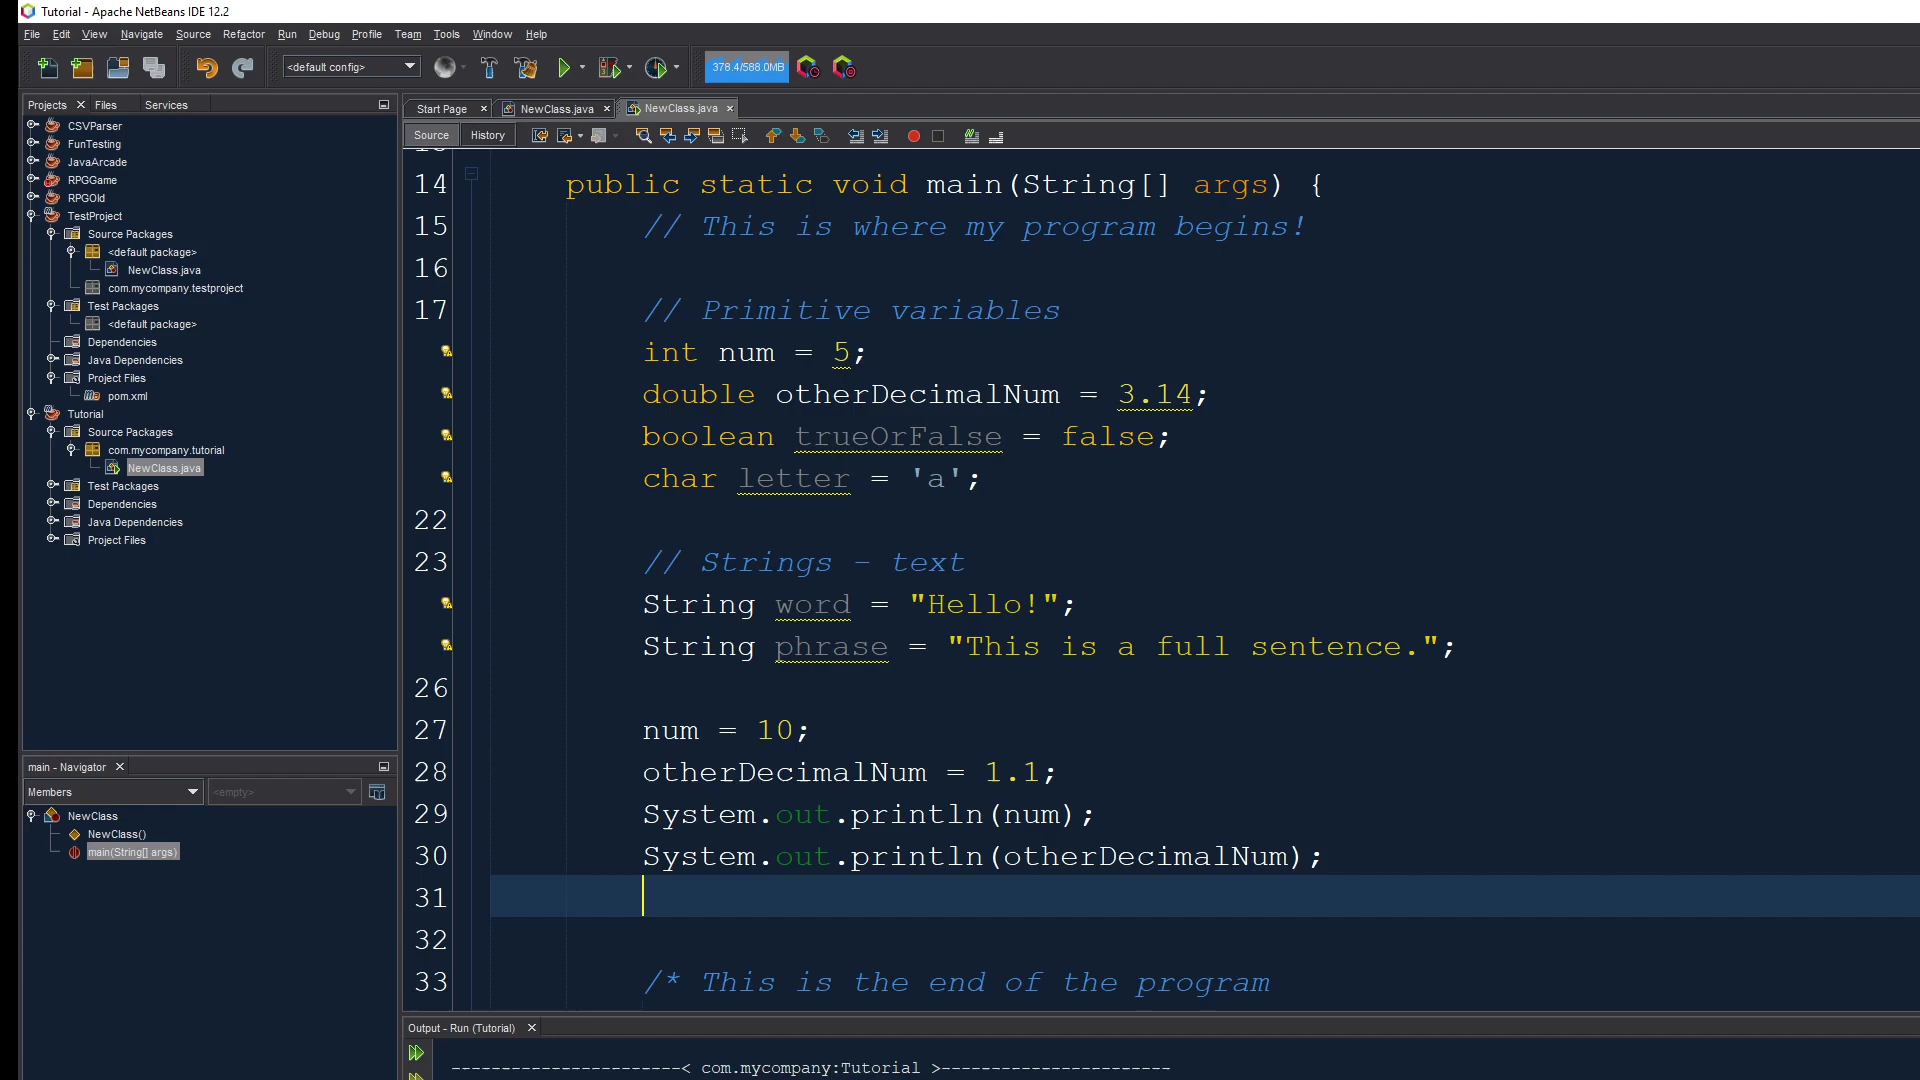 Tutorial - Apache NetBeans IDE 12.2
File Edit View Navigate Source Refactor Run Debug Profile Team Tools Window Help
<default config>
378.4/588.0MB
Projects Files Services
CSVParser
FunTesting
JavaArcade
RPGGame
RPGOld
TestProject
Source Packages
<default package>
NewClass.java
com.mycompany.testproject
Test Packages
<default package>
Dependencies
Java Dependencies
Project Files
pom.xml
Tutorial
Source Packages
com.mycompany.tutorial
NewClass.java
Test Packages
Dependencies
Java Dependencies
Project Files
main - Navigator
Members <empty>
NewClass
NewClass()
main(String[] args)
Start Page NewClass.java NewClass.java
Source History
14 public static void main(String[] args) {
15 // This is where my program begins!
16
17 // Primitive variables
int num = 5;
double otherDecimalNum = 3.14;
boolean trueOrFalse = false;
char letter = 'a';
22
23 // Strings - text
String word = "Hello!";
String phrase = "This is a full sentence.";
26
27 num = 10;
28 otherDecimalNum = 1.1;
29 System.out.println(num);
30 System.out.println(otherDecimalNum);
31
32
33 /* This is the end of the program
Output - Run (Tutorial)
-----------------------< com.mycompany:Tutorial >-----------------------